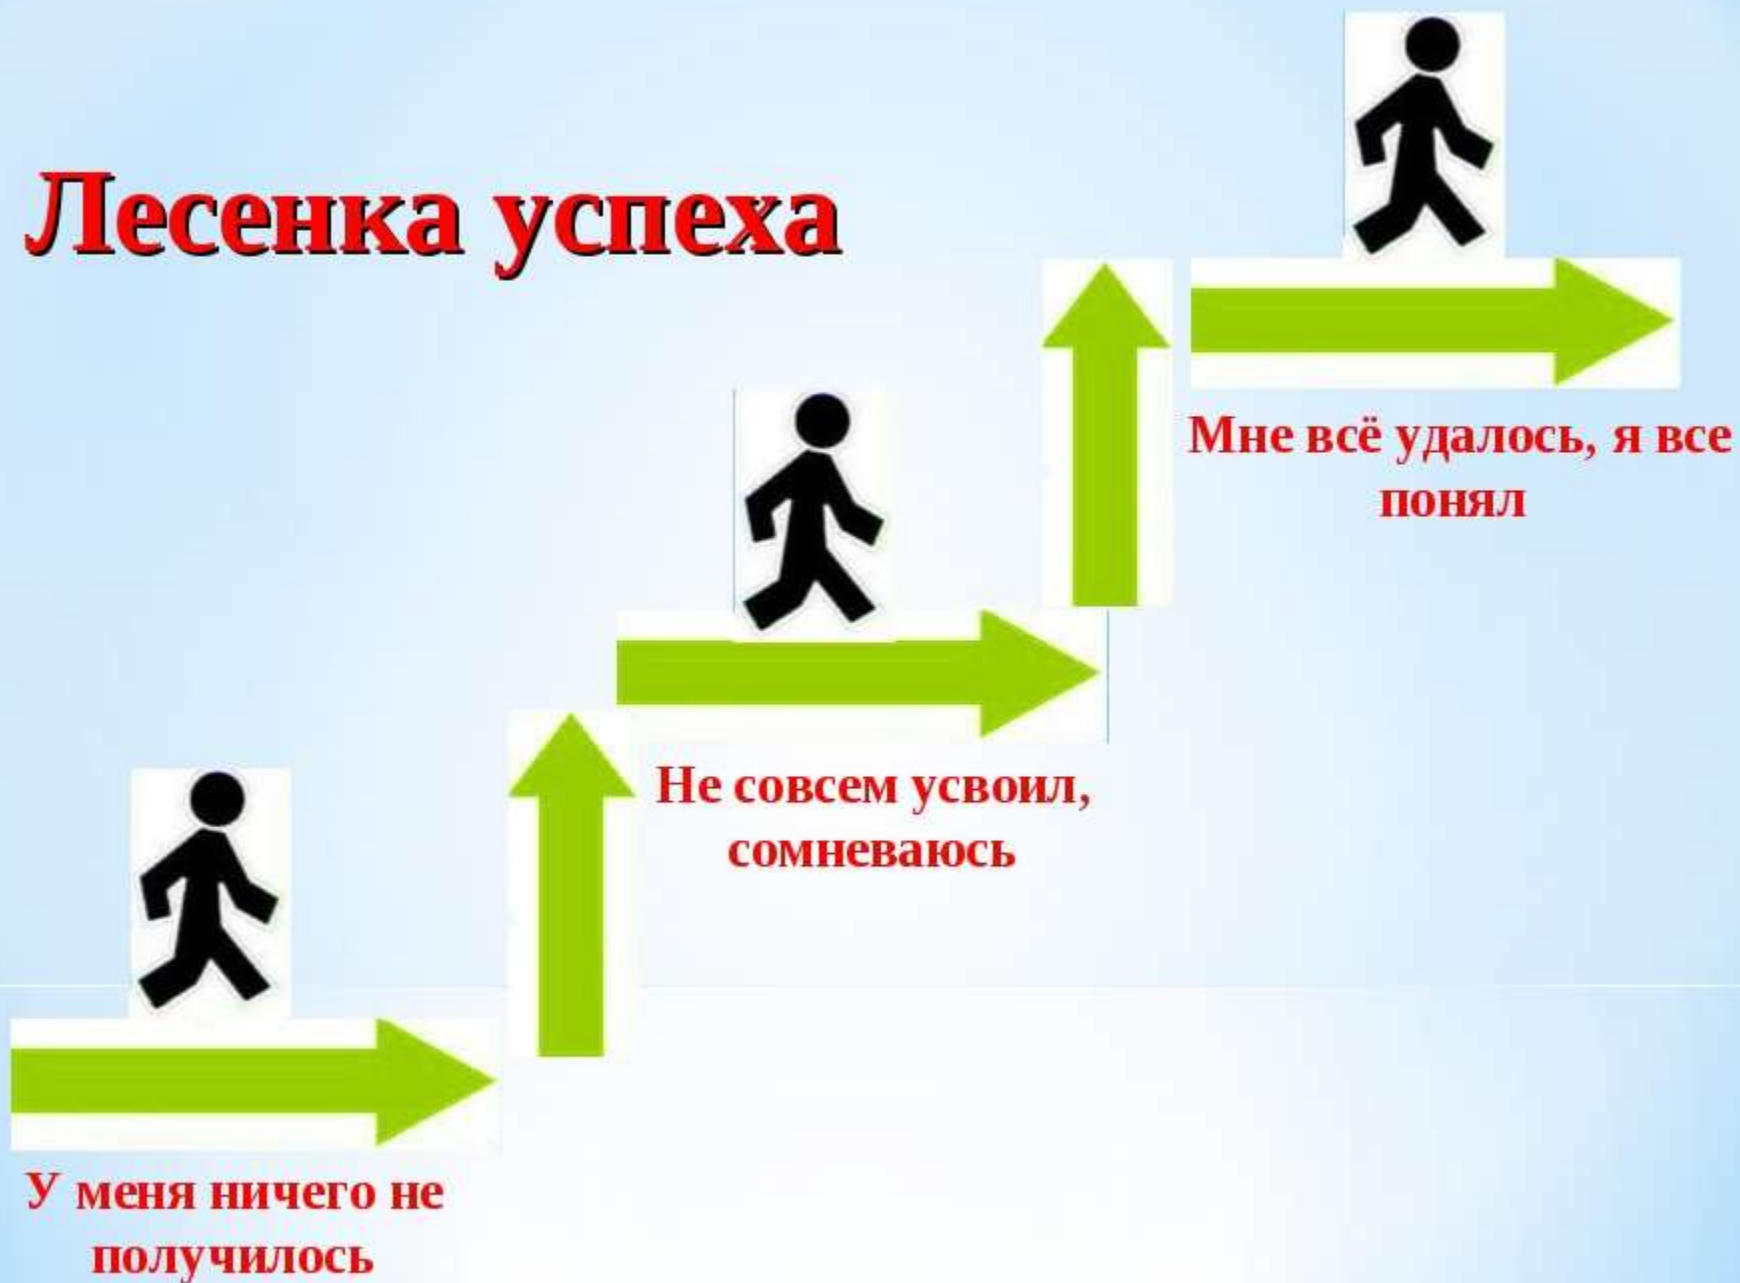 Лесенка успеха
Мне всё удалось, я все
понял
Не совсем усвоил,
сомневаюсь
У меня ничего не
получилось